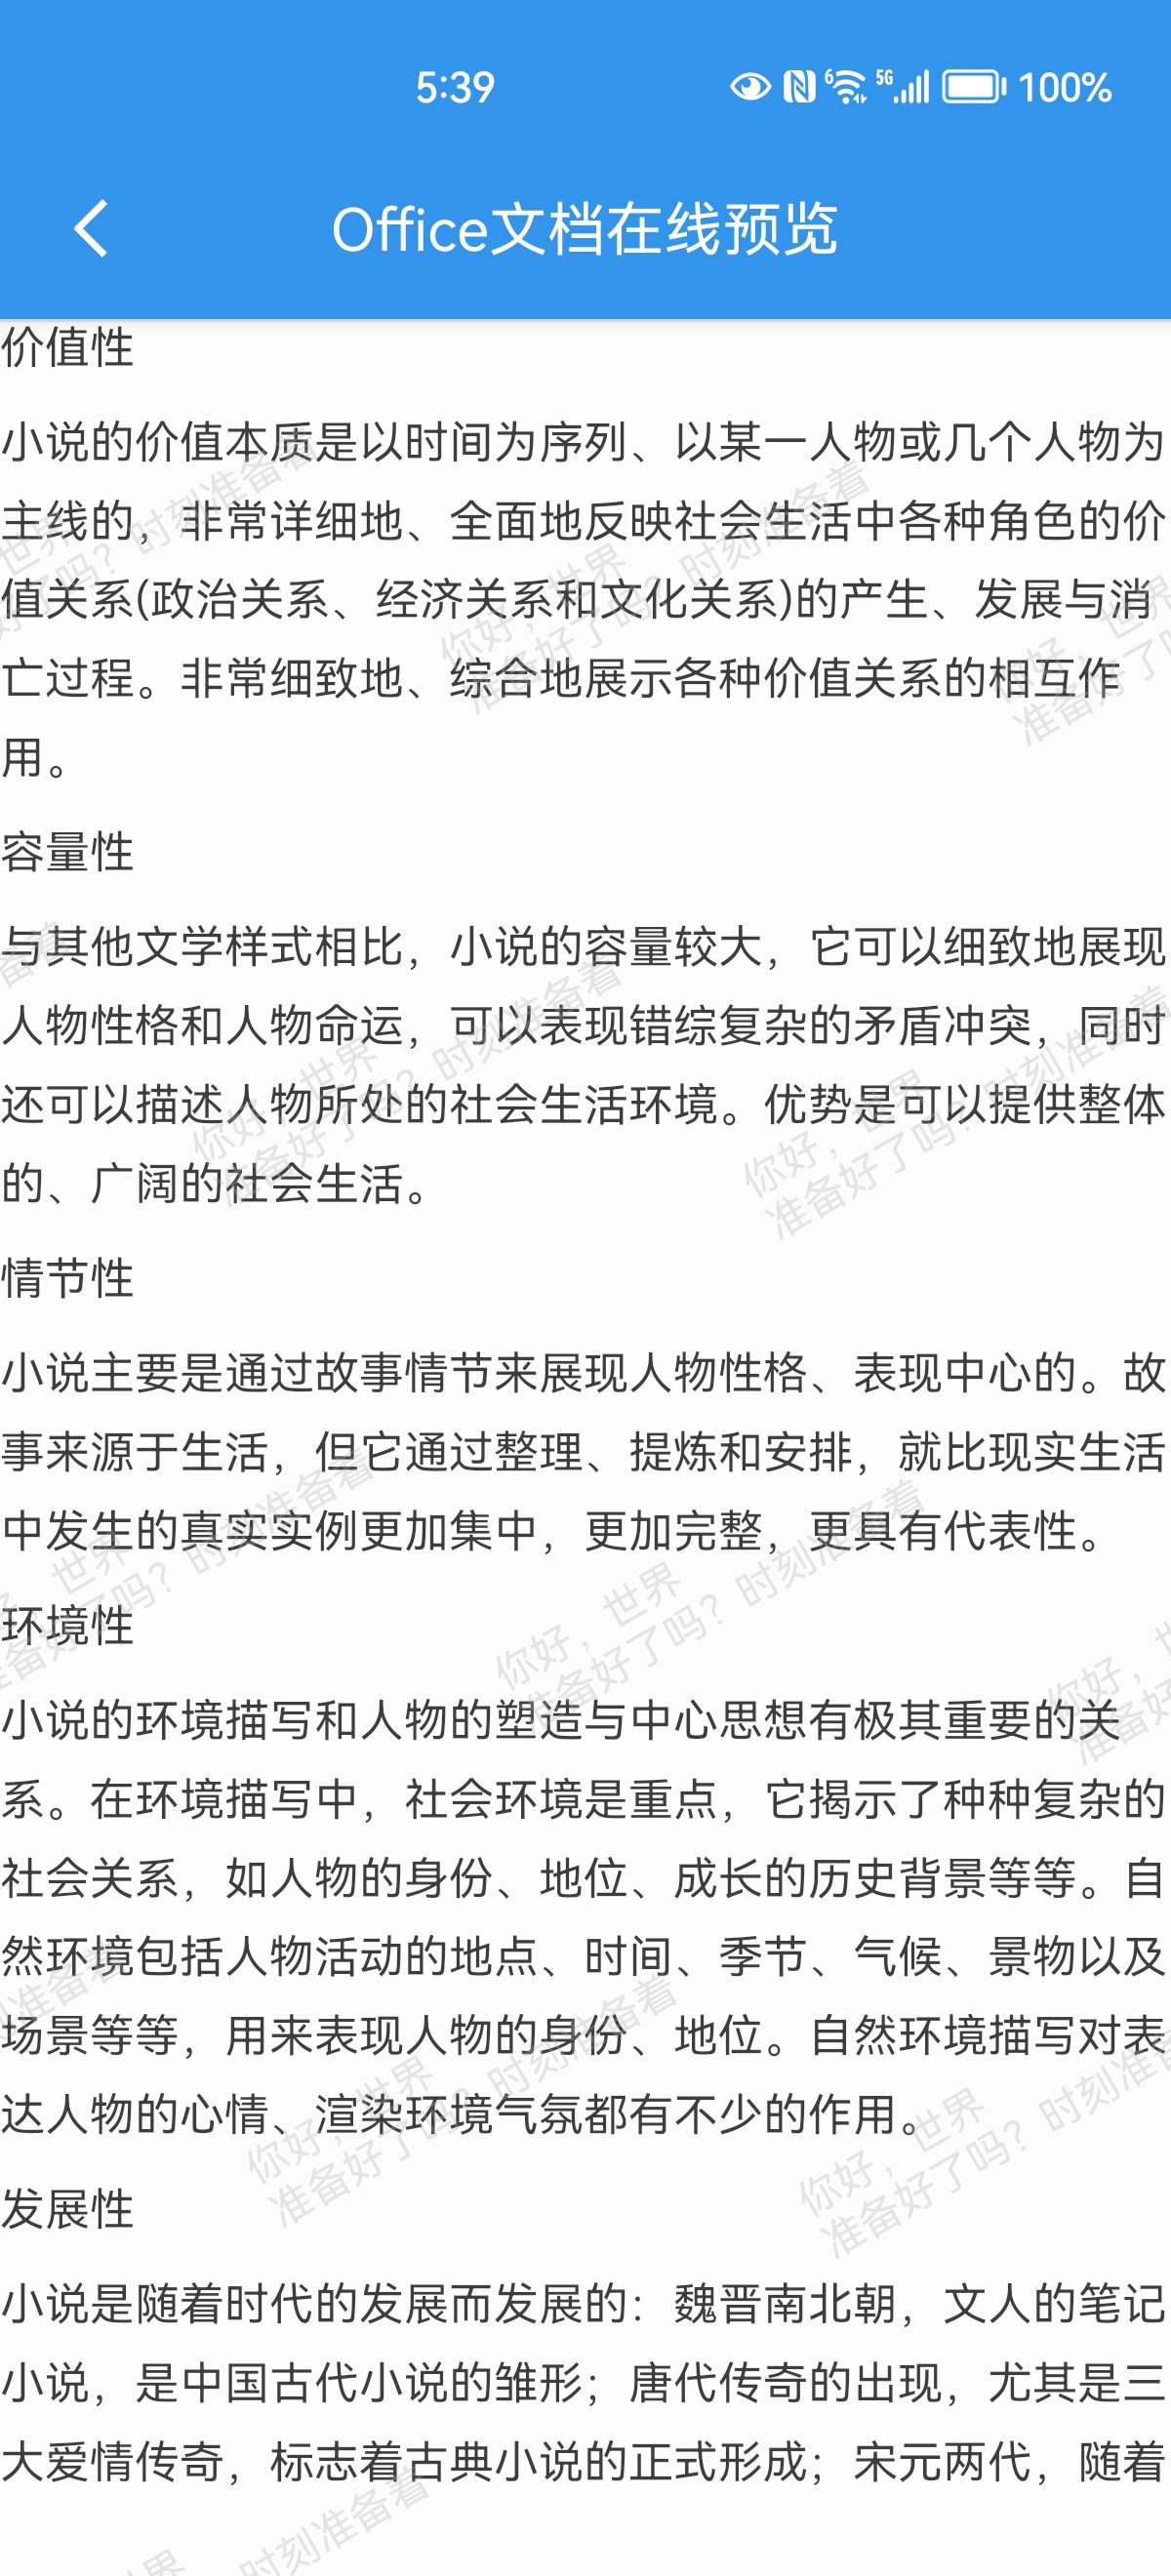 5:39
6
5G
100%
Office文档在线预览
价值性
小说的价值本质是以时间为序列、以某一人物或几个人物为
主线的，非常详细地、全面地反映社会生活中各种角色的价
值关系(政治关系、经济关系和文化关系)的产生、发展与消
亡过程。非常细致地、综合地展示各种价值关系的相互作
用。
容量性
与其他文学样式相比，小说的容量较大，它可以细致地展现
人物性格和人物命运，可以表现错综复杂的矛盾冲突，同时
还可以描述人物所处的社会生活环境。优势是可以提供整体
的、广阔的社会生活。
情节性
小说主要是通过故事情节来展现人物性格、表现中心的。故
事来源于生活，但它通过整理、提炼和安排，就比现实生活
中发生的真实实例更加集中，更加完整，更具有代表性。
环境性
小说的环境描写和人物的塑造与中心思想有极其重要的关
系。在环境描写中，社会环境是重点，它揭示了种种复杂的
社会关系，如人物的身份、地位、成长的历史背景等等。自
然环境包括人物活动的地点、时间、季节、气候、景物以及
场景等等，用来表现人物的身份、地位。自然环境描写对表
达人物的心情、渲染环境气氛都有不少的作用。
发展性
小说是随着时代的发展而发展的：魏晋南北朝，文人的笔记
小说，是中国古代小说的雏形；唐代传奇的出现，尤其是三
大爱情传奇，标志着古典小说的正式形成；宋元两代，随着
你好，世界
准备好了吗？时刻准备着